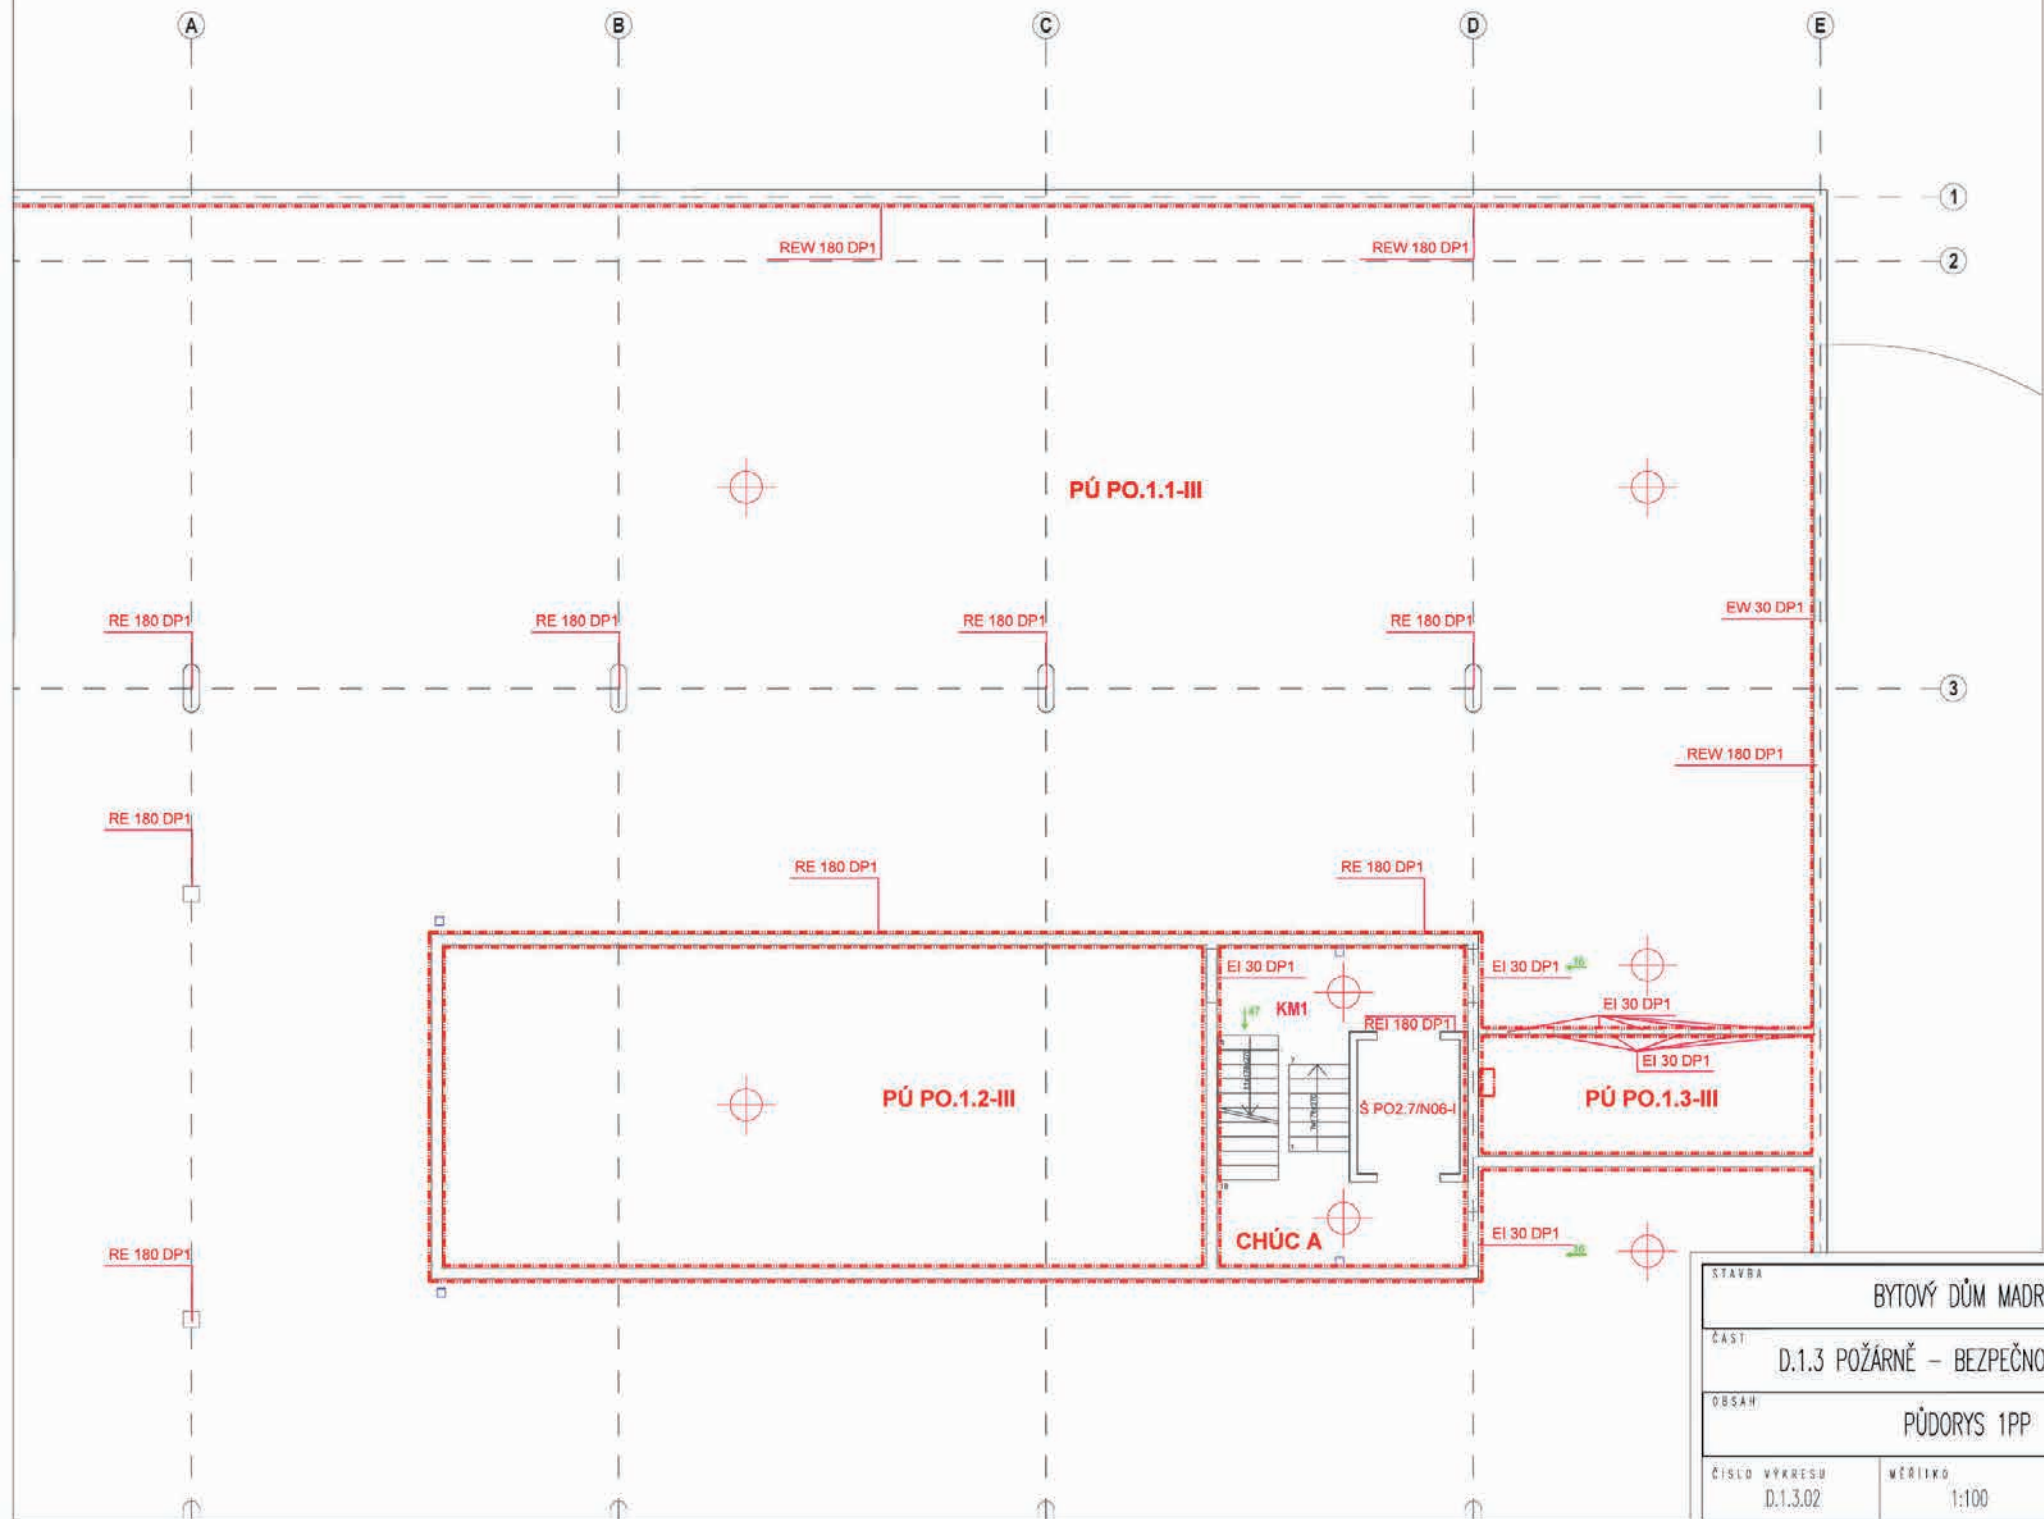 A B C D E
1
REW 180 DP1 REW 180 DP1
2
PÚ PO.1.1-III
EW 30 DP1
RE 180 DP1 RE 180 DP1 RE 180 DP1 RE 180 DP1
3
REW 180 DP1
RE 180 DP1
RE 180 DP1 RE 180 DP1
EI 30 DP1 EI 30 DP1
EI 30 DP1
47
KM1
REI 180 DP1
EI 30 DP1
PÚ PO.1.2-III
Š PO2.7/N06-I
PÚ PO.1.3-III
18
CHÚC A
EI 30 DP1
RE 180 DP1
STAVBA
BYTOVÝ DŮM MADR
ČÁST
D.1.3 POŽÁRNĚ – BEZPEČNO
OBSAH
PŮDORYS 1PP
ČÍSLO VÝKRESU MĚŘÍTKO
D.1.3.02 1:100